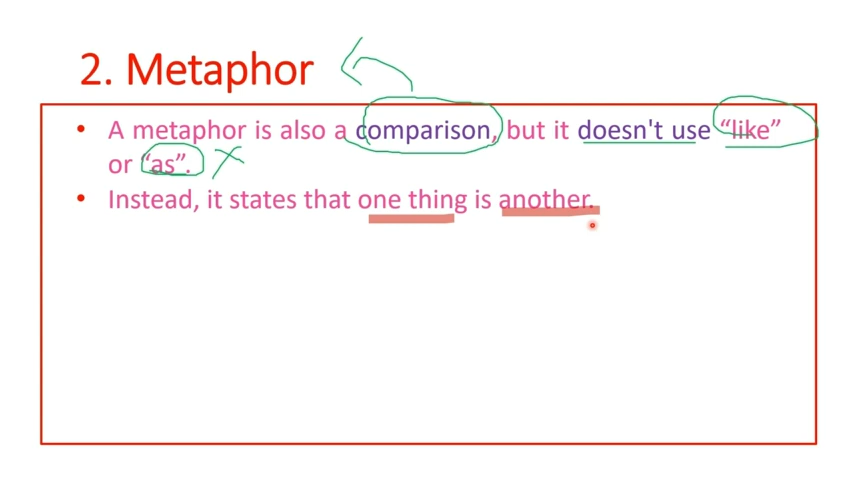 2. Metaphor
• A metaphor is also a comparison, but it doesn't use “like”
or “as”.
• Instead, it states that one thing is another.